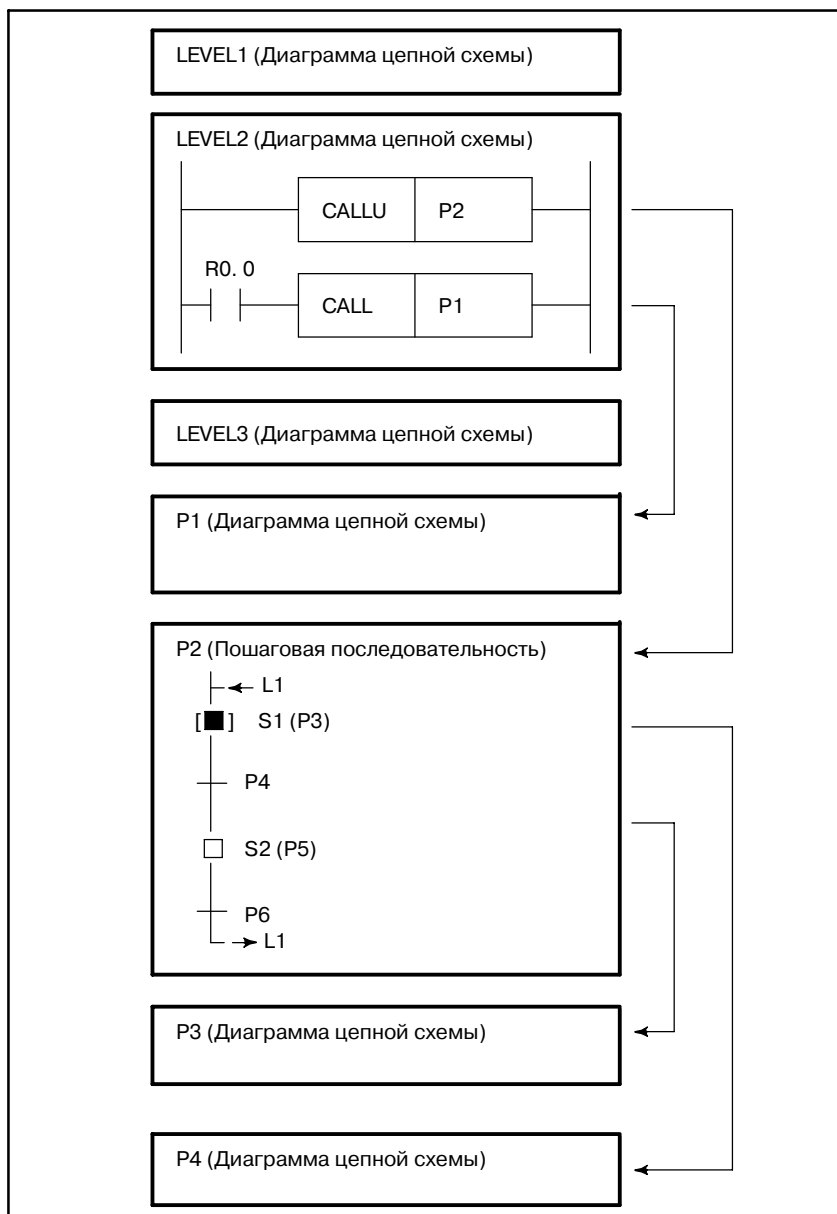 LEVEL1 (Диаграмма цепной схемы)
LEVEL2 (Диаграмма цепной схемы)
CALLU P2
R0. 0
CALL P1
LEVEL3 (Диаграмма цепной схемы)
P1 (Диаграмма цепной схемы)
P2 (Пошаговая последовательность)
L1
[ ] S1 (P3)
P4
S2 (P5)
P6
L1
P3 (Диаграмма цепной схемы)
P4 (Диаграмма цепной схемы)